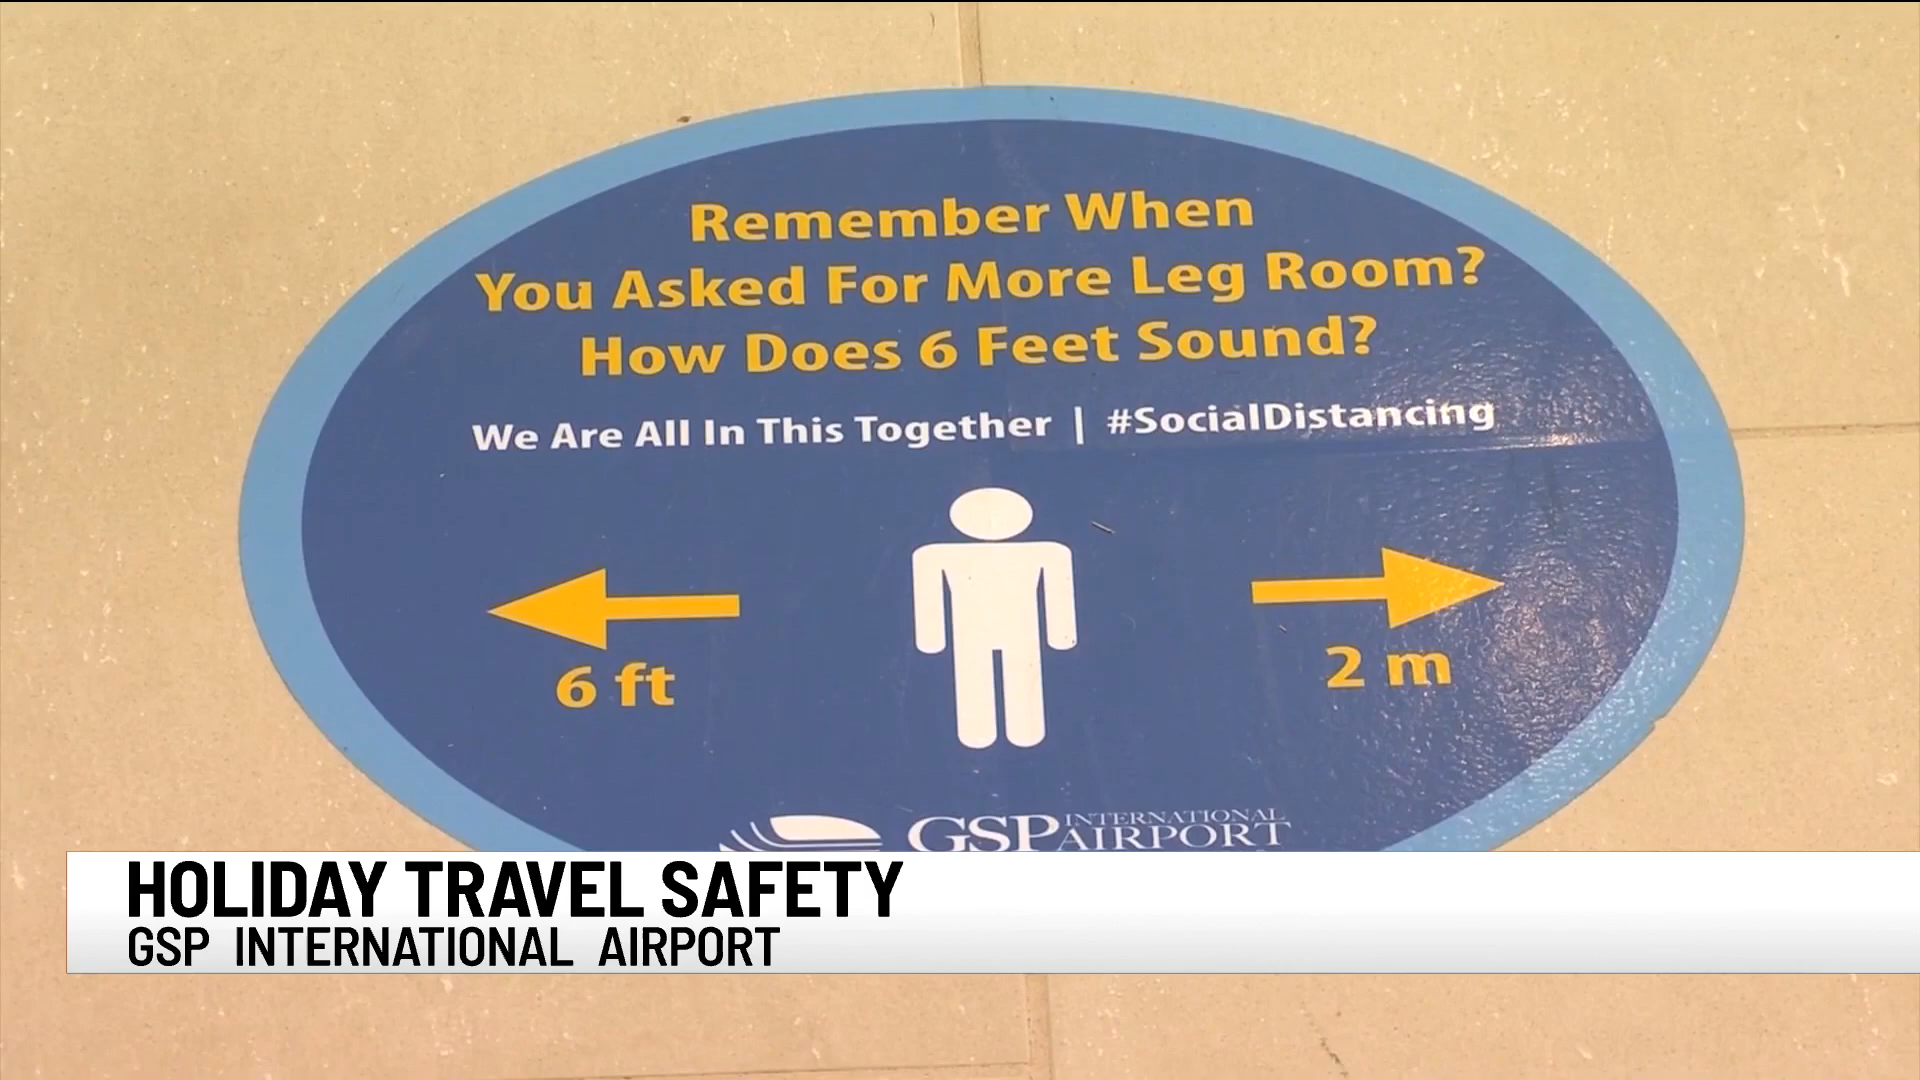 Remember When
You Asked For More Leg Room?
How Does 6 Feet Sound?
We Are All In This Together | #SocialDistancing
6 ft
2 m
GSP INTERNATIONAL
AIRPORT
HOLIDAY TRAVEL SAFETY
GSP INTERNATIONAL AIRPORT